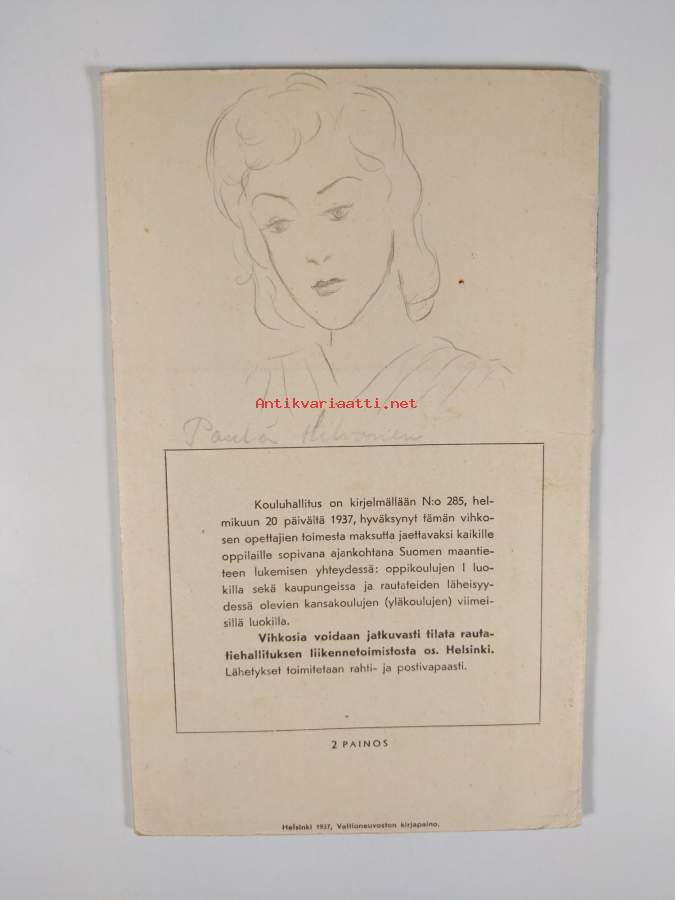 Antikvariaatti.net
Kouluhallitus on kirjelmällään N:o 285, hel-
mikuun 20 päivältä 1937, hyväksynyt tämän vihko-
sen opettajien toimesta maksutta jaettavaksi kaikille
oppilaille sopivana ajankohtana Suomen maantie-
teen lukemisen yhteydessä: oppikoulujen I luo-
killa sekä kaupungeissa ja rautateiden läheisyy-
dessä olevien kansakoulujen (yläkoulujen) viimei-
sillä luokilla.
Vihkosia voidaan jatkuvasti tilata rauta-
tiehallituksen liikennetoimistosta os. Helsinki.
Lähetykset toimitetaan rahti- ja postivapaasti.
2 PAINOS
Helsinki 1937, Valtioneuvoston kirjapaino.